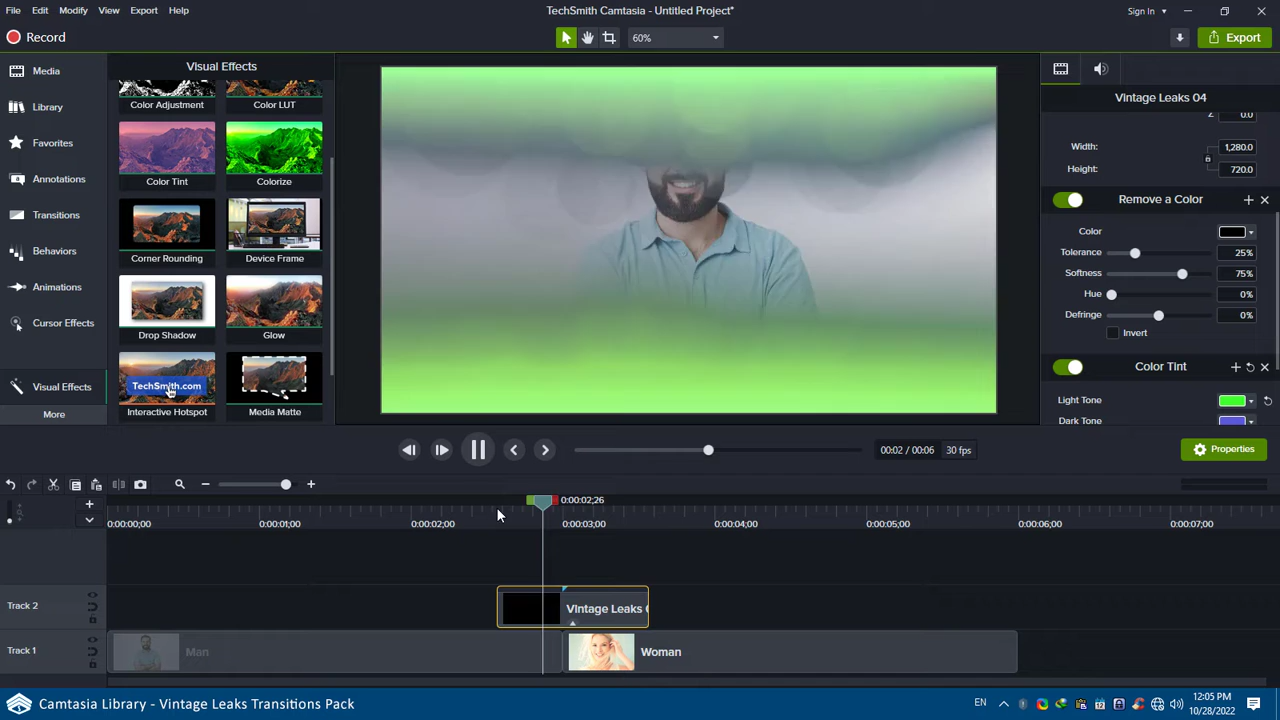 File Edit Modify View Export Help
TechSmith Camtasia - Untitled Project*
Sign In
Record
60%
Export
Media
Library
Favorites
Annotations
Transitions
Behaviors
Animations
Cursor Effects
Visual Effects
More
Visual Effects
Color Adjustment
Color LUT
Color Tint
Colorize
Corner Rounding
Device Frame
Drop Shadow
Glow
TechSmith.com
Interactive Hotspot
Media Matte
Vintage Leaks 04
Z 0.0
Width: 1,280.0
Height: 720.0
Remove a Color
Color
Tolerance 25%
Softness 75%
Hue 0%
Defringe 0%
Invert
Color Tint
Light Tone
Dark Tone
00:02 / 00:06 30 fps
Properties
0:00:02;26
0:00:00;00 0:00:01;00 0:00:02;00 0:00:03;00 0:00:04;00 0:00:05;00 0:00:06;00 0:00:07;00
Track 2
Vintage Leaks
Track 1
Man
Woman
Camtasia Library - Vintage Leaks Transitions Pack
EN
12:05 PM
10/28/2022